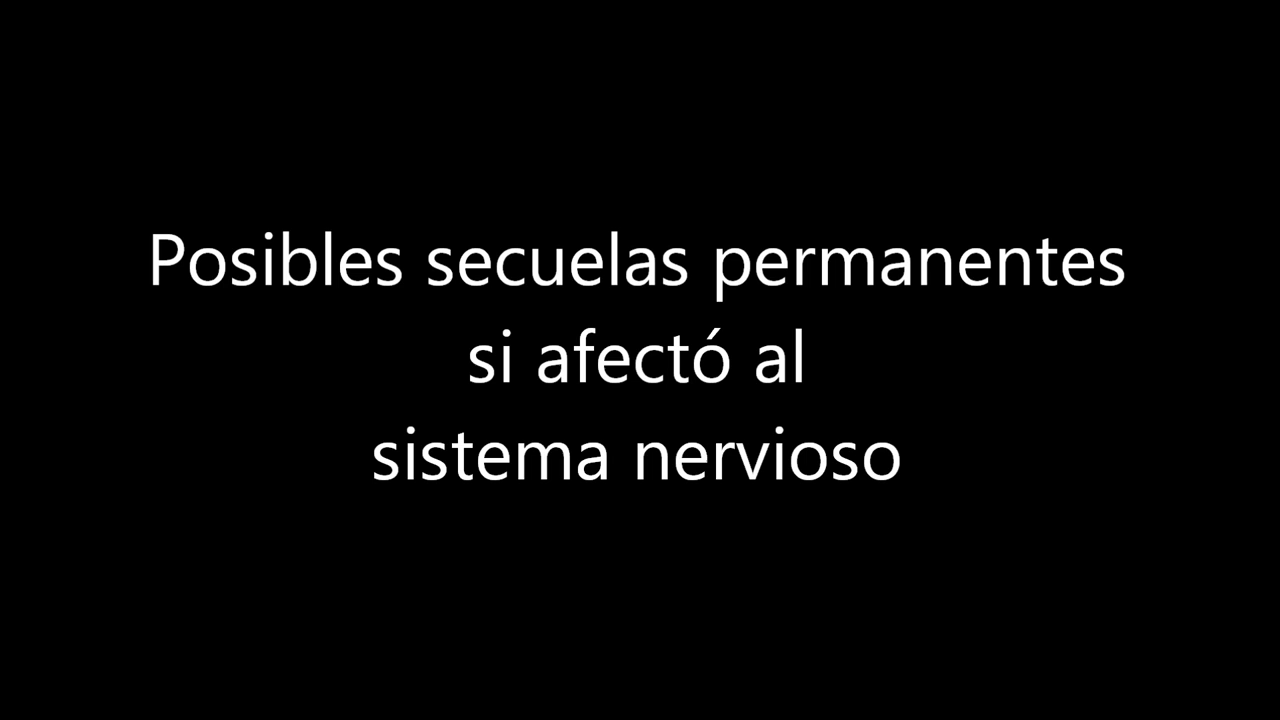 Posibles secuelas permanentes
si afectó al
sistema nervioso